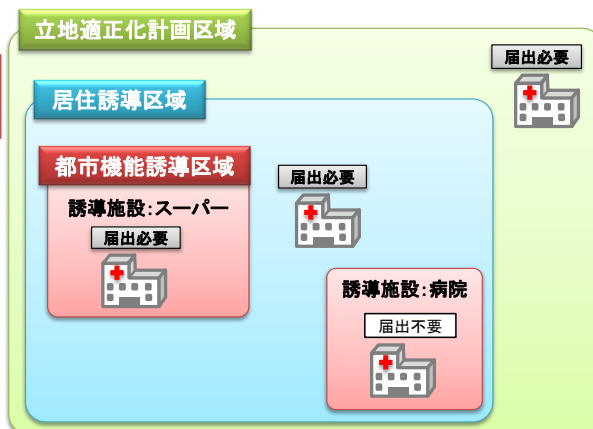 立地適正化計画区域
届出必要
居住誘導区域
都市機能誘導区域
届出必要
誘導施設:スーパー
届出必要
誘導施設:病院
届出不要